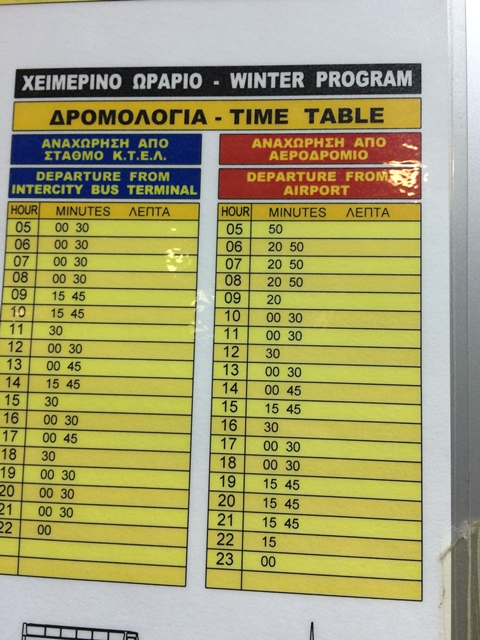 ΧΕΙΜΕΡΙΝΟ ΩΡΑΡΙΟ - WINTER PROGRAM
ΔΡΟΜΟΛΟΓΙΑ - TIME TABLE
ΑΝΑΧΩΡΗΣΗ ΑΠΟ
ΣΤΑΘΜΟ Κ.Τ.Ε.Λ.
DEPARTURE FROM
INTERCITY BUS TERMINAL
HOUR MINUTES ΛΕΠΤΑ
05 00 30
06 00 30
07 00 30
08 00 30
09 15 45
10 15 45
11 30
12 00 30
13 00 45
14 15 45
15 30
16 00 30
17 00 45
18 30
19 00 30
20 00 30
21 00 30
22 00
ΑΝΑΧΩΡΗΣΗ ΑΠΟ
ΑΕΡΟΔΡΟΜΙΟ
DEPARTURE FROM
AIRPORT
HOUR MINUTES ΛΕΠΤΑ
05 50
06 20 50
07 20 50
08 20 50
09 20
10 00 30
11 00 30
12 30
13 00 30
14 00 45
15 15 45
16 30
17 00 30
18 00 30
19 15 45
20 15 45
21 15 45
22 15
23 00